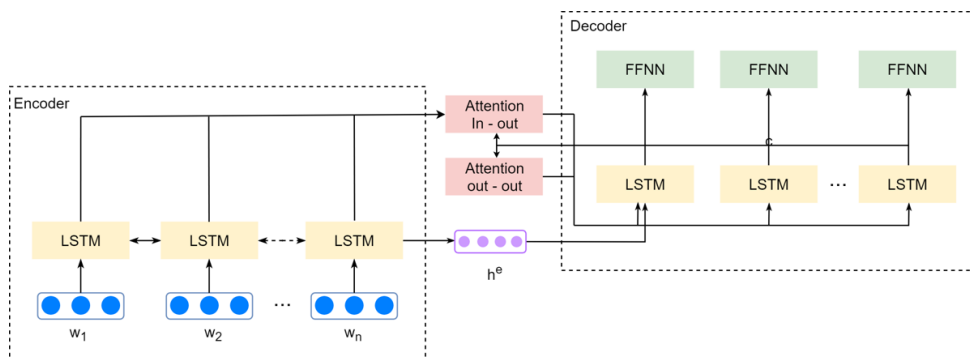 Decoder
FFNN
FFNN
FFNN
Encoder
Attention
In - out
c
Attention
out - out
LSTM
LSTM
...
LSTM
LSTM
LSTM
LSTM
h^e
...
w_1
w_2
w_n